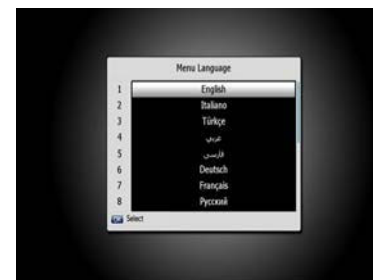 Menu Language
1 English
2 Italiano
3 Türkçe
4 عربي
5 فارسی
6 Deutsch
7 Français
8 Русский
OK Select